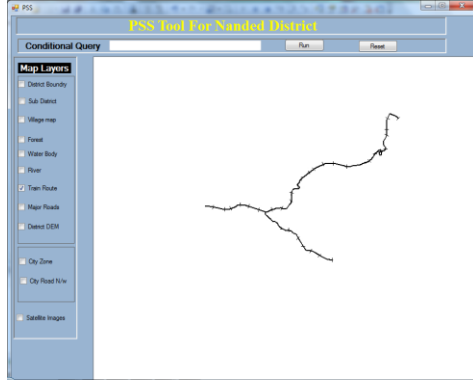 PSS
PSS Tool For Nanded District
Conditional Query
Run
Reset
Map Layers
District Boundry
Sub District
Village map
Forest
Water Body
River
Train Route
Major Roads
District DEM
City Zone
City Road N/w
Satellite Images